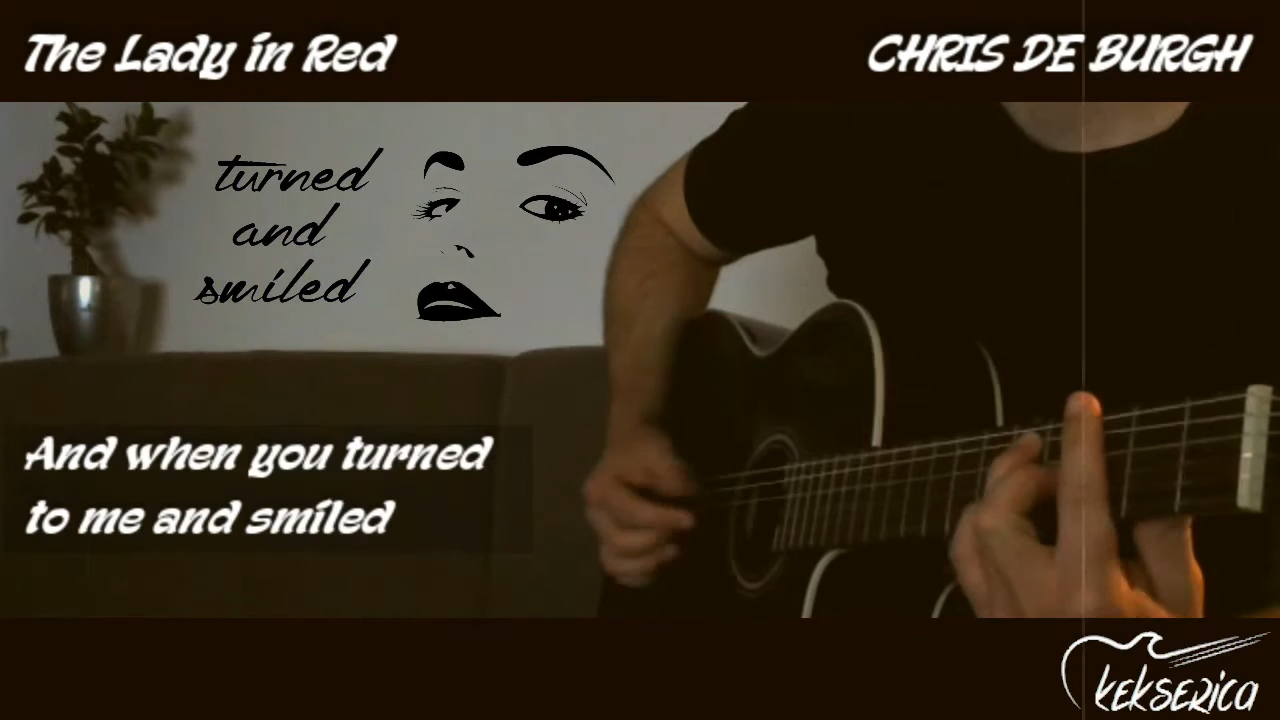 The Lady in Red
CHRIS DE BURGH
turned
and
smiled
And when you turned
to me and smiled
KEKSERICA